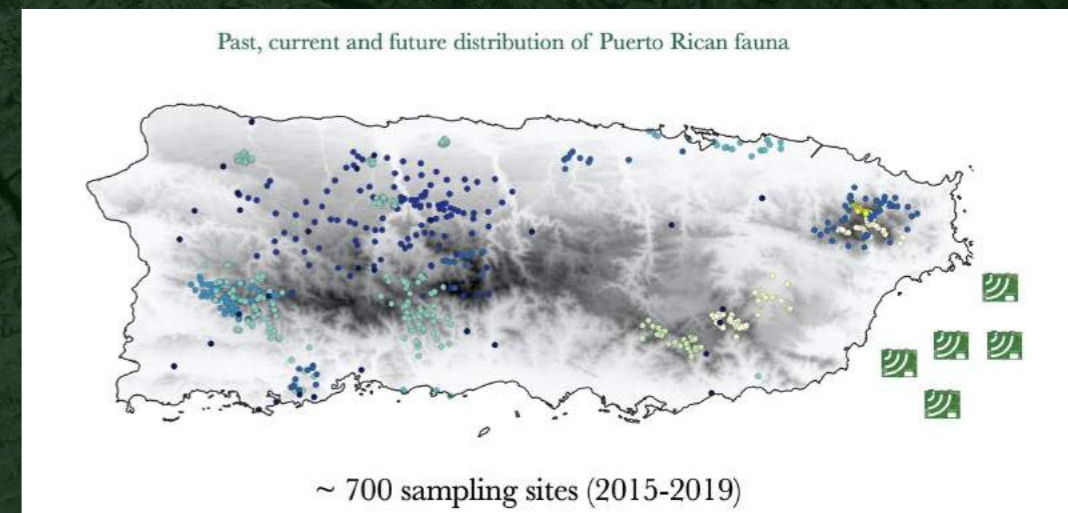 Past, current and future distribution of Puerto Rican fauna
~ 700 sampling sites (2015-2019)